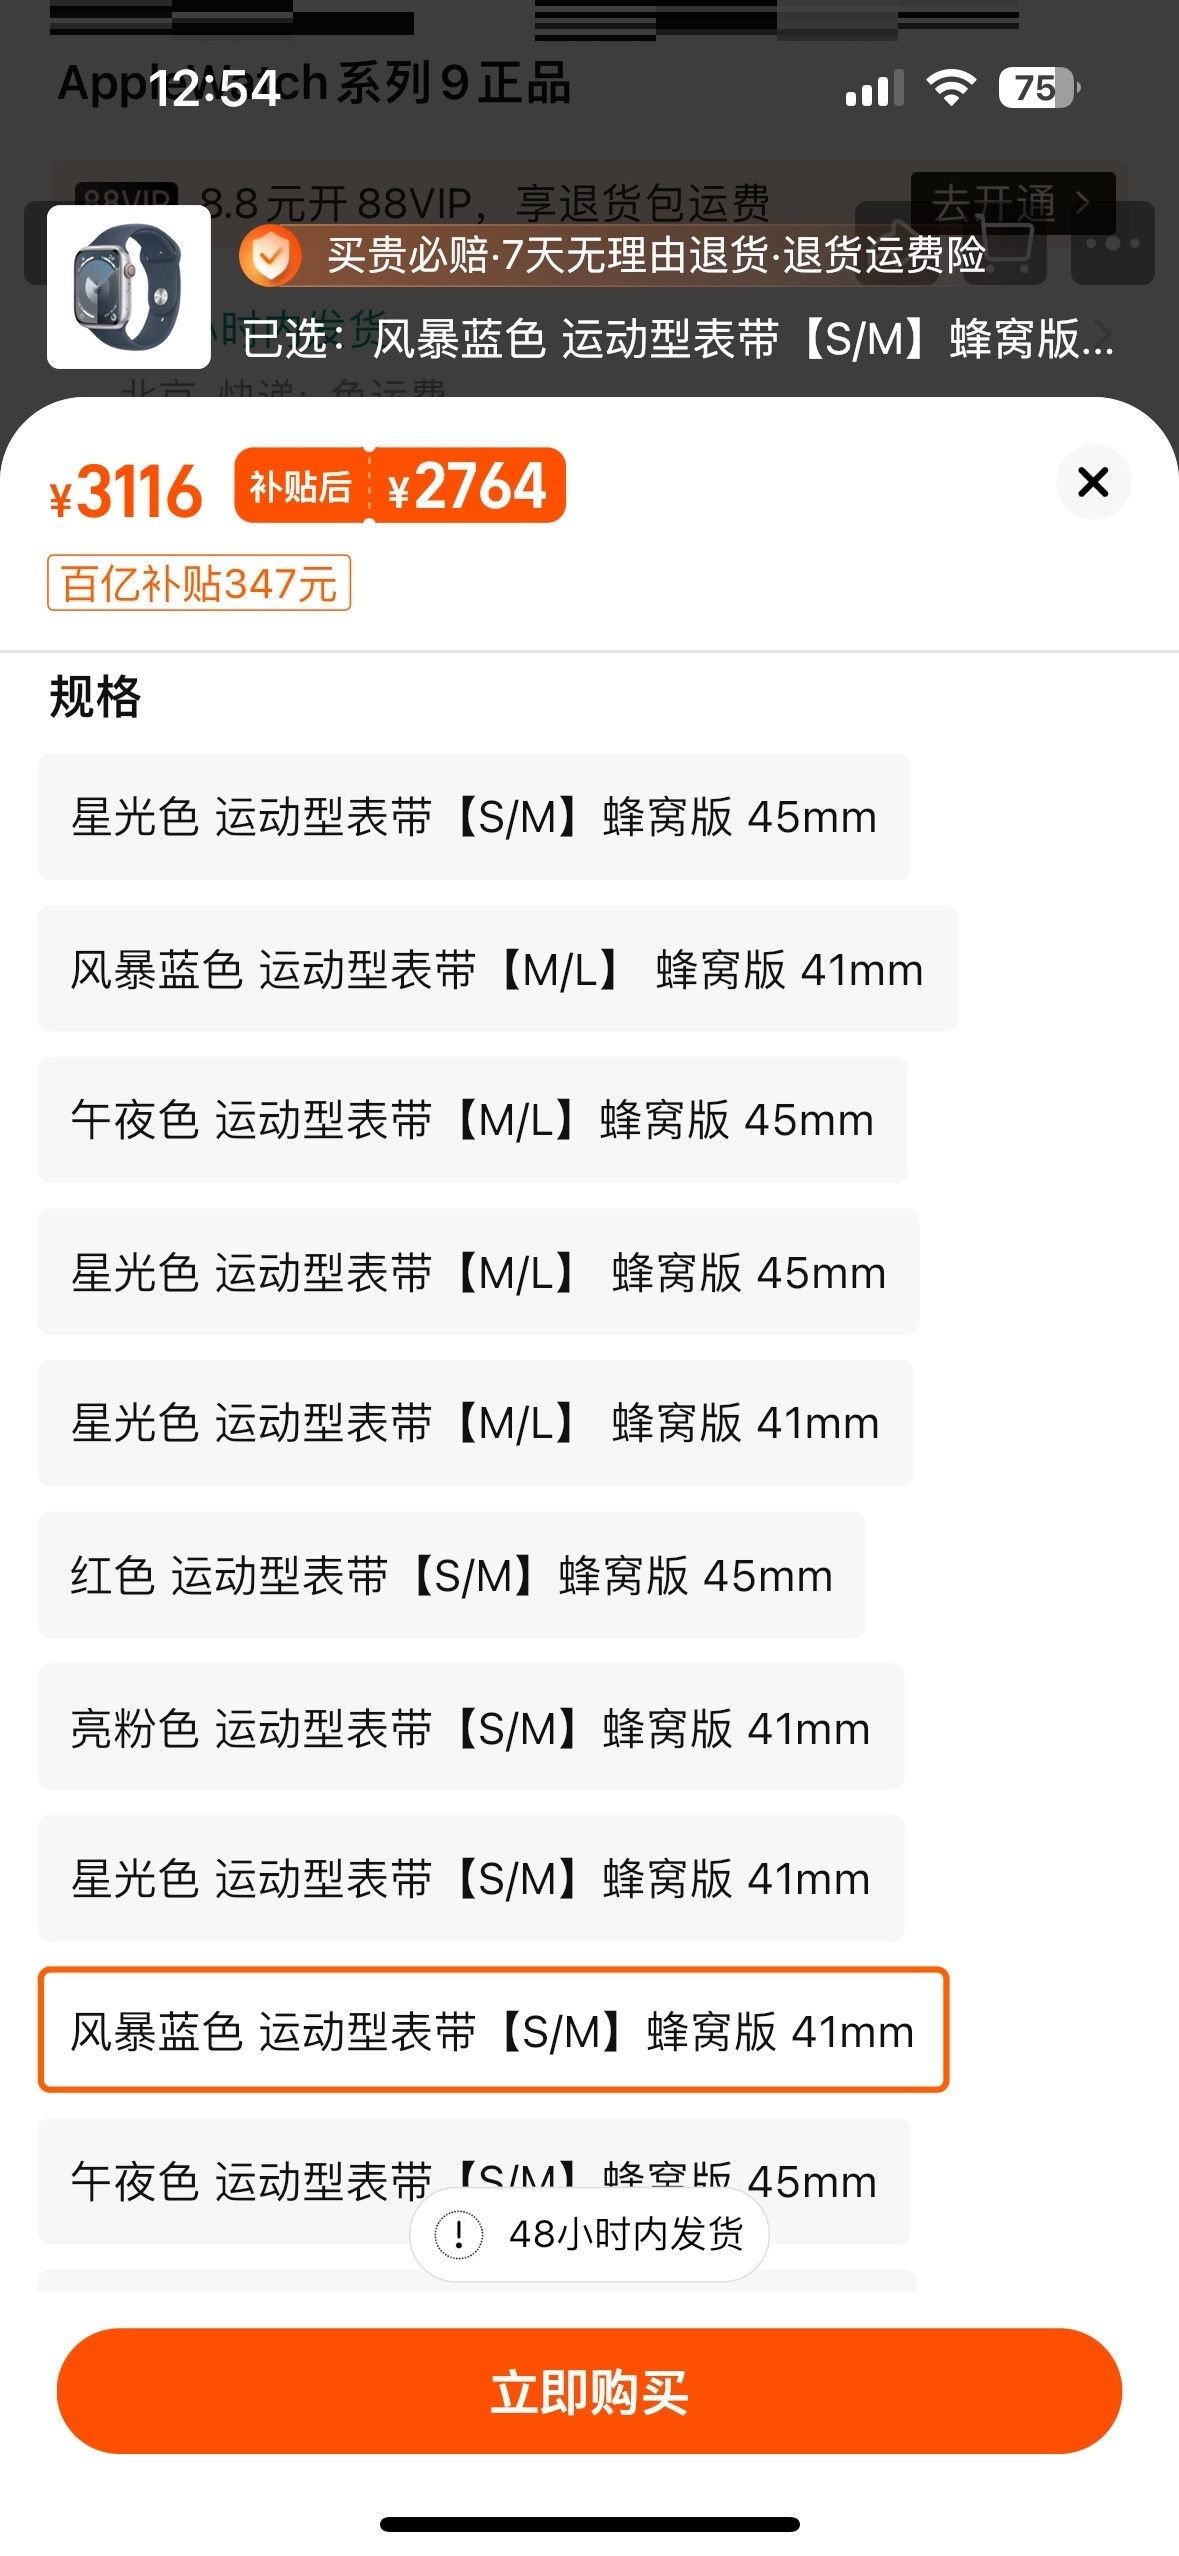 12:54
75
AppleWatch系列9正品
88VIP 8.8元开88VIP，享退货包运费 去开通
买贵必赔·7天无理由退货·退货运费险
小时内发货
已选：风暴蓝色 运动型表带【S/M】蜂窝版...
北京 快递：免运费
¥3116 补贴后 ¥2764
百亿补贴347元
规格
星光色 运动型表带【S/M】蜂窝版 45mm
风暴蓝色 运动型表带【M/L】 蜂窝版 41mm
午夜色 运动型表带【M/L】蜂窝版 45mm
星光色 运动型表带【M/L】 蜂窝版 45mm
星光色 运动型表带【M/L】 蜂窝版 41mm
红色 运动型表带【S/M】蜂窝版 45mm
亮粉色 运动型表带【S/M】蜂窝版 41mm
星光色 运动型表带【S/M】蜂窝版 41mm
风暴蓝色 运动型表带【S/M】蜂窝版 41mm
午夜色 运动型表带【S/M】蜂窝版 45mm
48小时内发货
立即购买